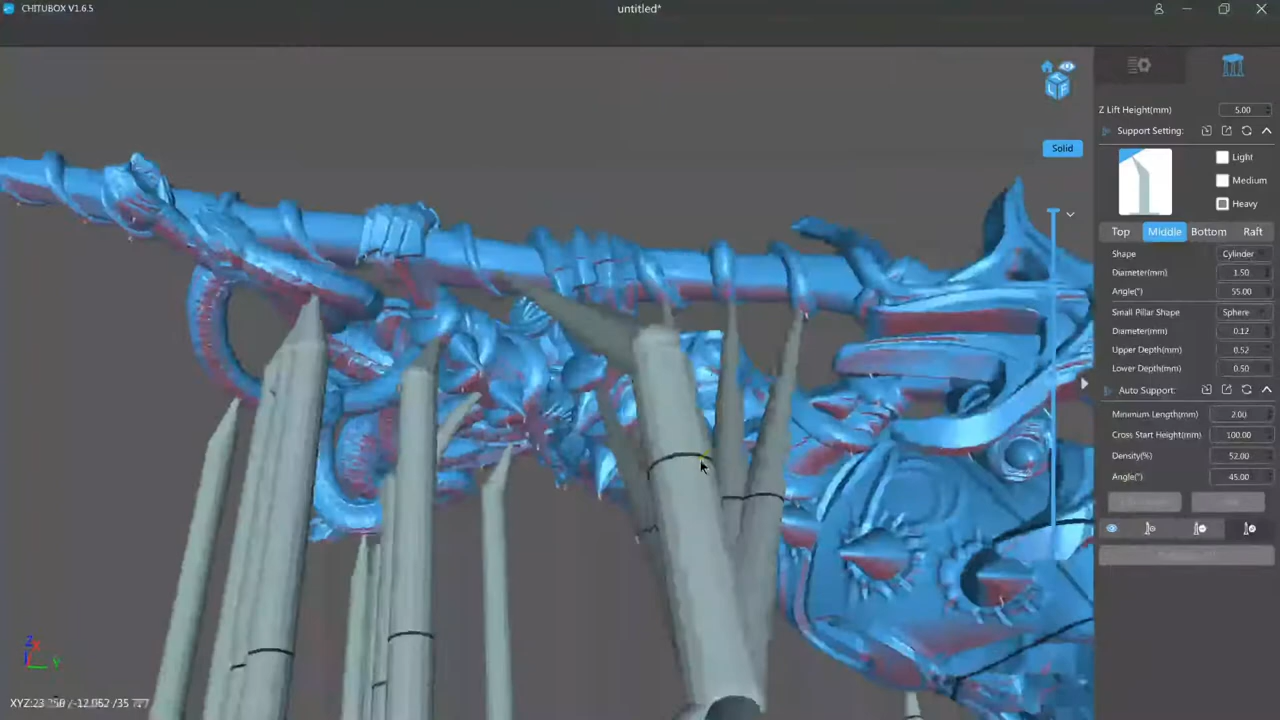 CHITUBOX V1.6.5
untitled*
Z Lift Height(mm) 5.00
Support Setting:
Solid
Light
Medium
Heavy
Top Middle Bottom Raft
Shape Cylinder
Diameter(mm) 1.50
Angle(°) 55.00
Small Pillar Shape Sphere
Diameter(mm) 0.12
Upper Depth(mm) 0.52
Lower Depth(mm) 0.50
Auto Support:
Minimum Length(mm) 2.00
Cross Start Height(mm) 100.00
Density(%) 52.00
Angle(°) 45.00
Z
X
Y
L F